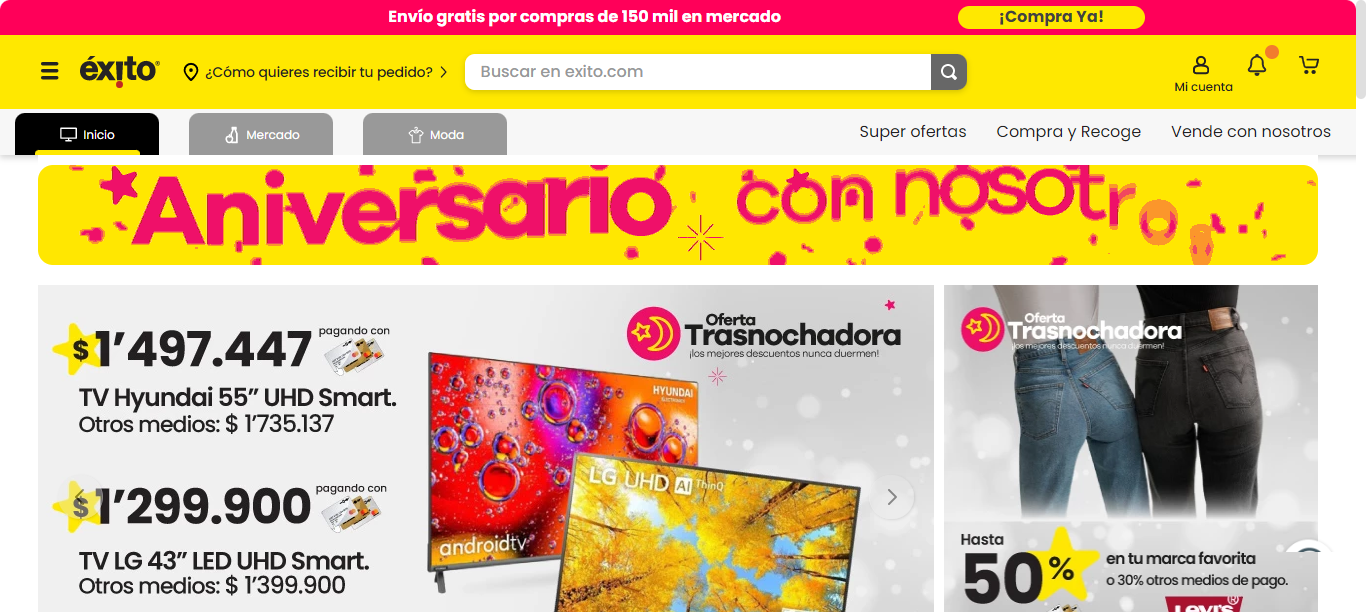 Envío gratis por compras de 150 mil en mercado
¡Compra Ya!
éxito
¿Cómo quieres recibir tu pedido?
Buscar en exito.com
Mi cuenta
Inicio
Mercado
Moda
Super ofertas
Compra y Recoge
Vende con nosotros
Aniversario con nosotro
$1’497.447
pagando con
TV Hyundai 55” UHD Smart.
Otros medios: $ 1’735.137
$1’299.900
pagando con
TV LG 43” LED UHD Smart.
Otros medios: $ 1’399.900
Oferta
Trasnochadora
¡los mejores descuentos nunca duermen!
HYUNDAI
androidtv
LG UHD AI ThinQ
Oferta
Trasnochadora
¡los mejores descuentos nunca duermen!
Hasta
50%
en tu marca favorita
o 30% otros medios de pago.
Levi's®